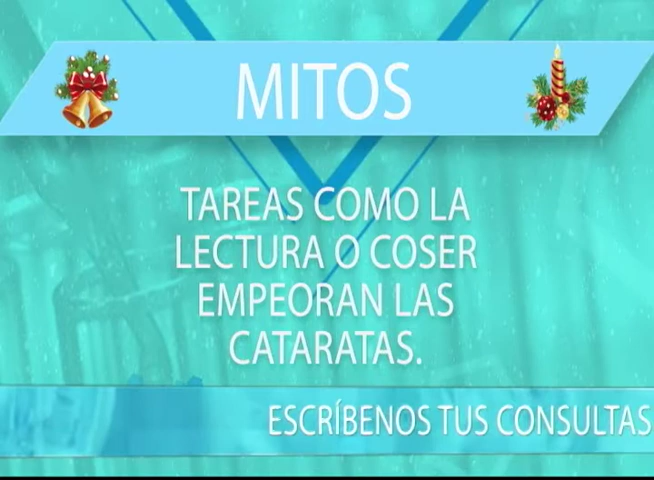 MITOS
TAREAS COMO LA
LECTURA O COSER
EMPEORAN LAS
CATARATAS.
ESCRÍBENOS TUS CONSULTAS